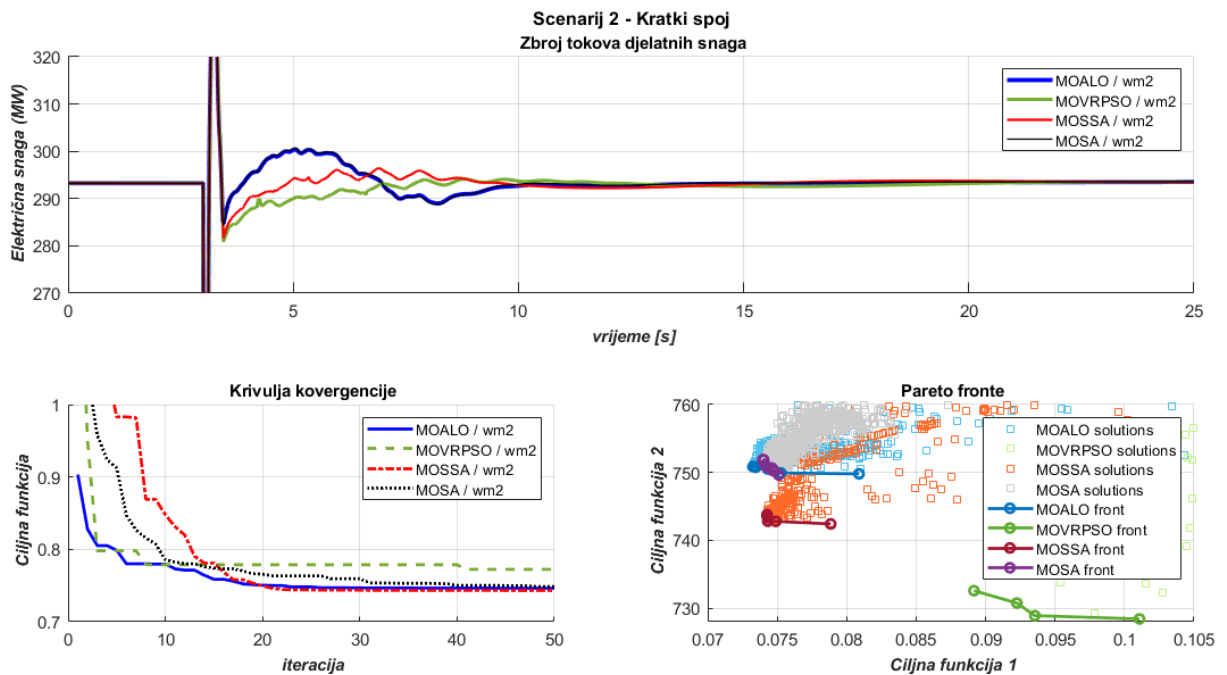 Scenarij 2 - Kratki spoj
Zbroj tokova djelatnih snaga
Električna snaga (MW)
320
310
300
290
280
270
0
5
10
15
20
25
vrijeme [s]
MOALO / wm2
MOVRPSO / wm2
MOSSA / wm2
MOSA / wm2
Krivulja kovergencije
Ciljna funkcija
1
0.9
0.8
0.7
0
10
20
30
40
50
iteracija
MOALO / wm2
MOVRPSO / wm2
MOSSA / wm2
MOSA / wm2
Pareto fronte
Ciljna funkcija 2
760
750
740
730
0.07
0.075
0.08
0.085
0.09
0.095
0.1
0.105
Ciljna funkcija 1
MOALO solutions
MOVRPSO solutions
MOSSA solutions
MOSA solutions
MOALO front
MOVRPSO front
MOSSA front
MOSA front